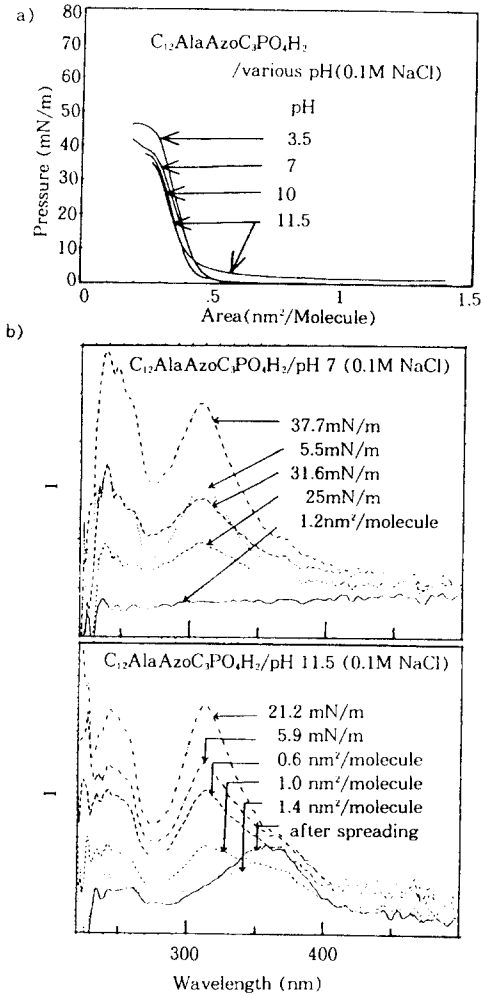 a)
80
70
60
50
40
30
20
10
0
Pressure (mN/m)
C₁₂AlaAzoC₃PO₄H₂
/various pH(0.1M NaCl)
pH
3.5
7
10
11.5
0
.5
1
1.5
Area(nm²/Molecule)
b)
C₁₂AlaAzoC₃PO₄H₂/pH 7 (0.1M NaCl)
37.7mN/m
5.5mN/m
31.6mN/m
25mN/m
1.2nm²/molecule
I
C₁₂AlaAzoC₃PO₄H₂/pH 11.5 (0.1M NaCl)
21.2 mN/m
5.9 mN/m
0.6 nm²/molecule
1.0 nm²/molecule
1.4 nm²/molecule
after spreading
I
300
400
Wavelength (nm)